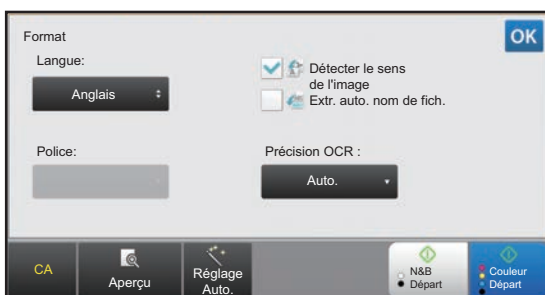 Format
OK
Langue:
Anglais
Détecter le sens
de l'image
Extr. auto. nom de fich.
Police:
Précision OCR :
Auto.
CA
Aperçu
Réglage
Auto.
N&B
Départ
Couleur
Départ